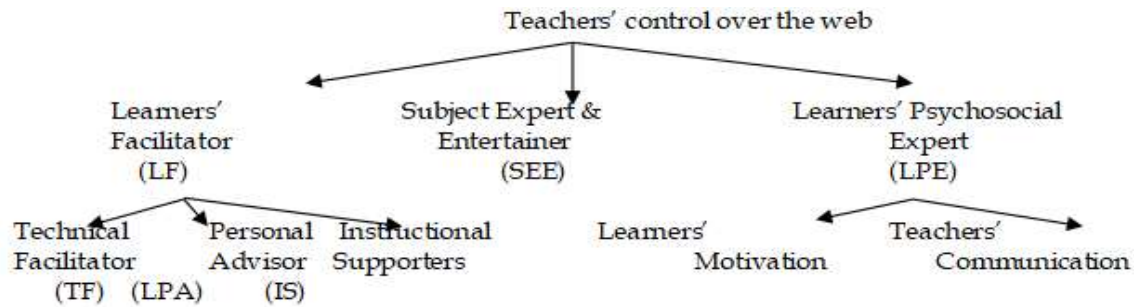 Teachers' control over the web
Learners' Subject Expert & Learners' Psychosocial
Facilitator Entertainer Expert
(LF) (SEE) (LPE)
Technical Personal Instructional Learners' Teachers'
Facilitator Advisor Supporters Motivation Communication
(TF) (LPA) (IS)